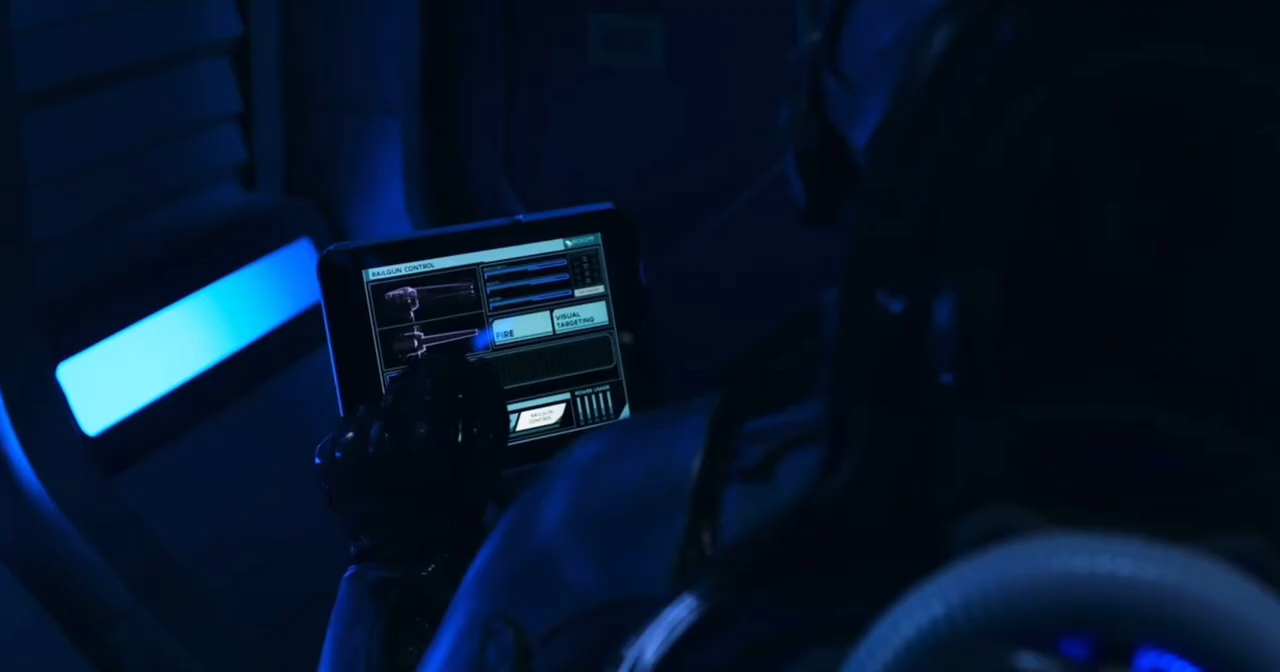 RAILGUN CONTROL
FIRE
VISUAL
TARGETING
POWER USAGE
RAILGUN
CONTROL